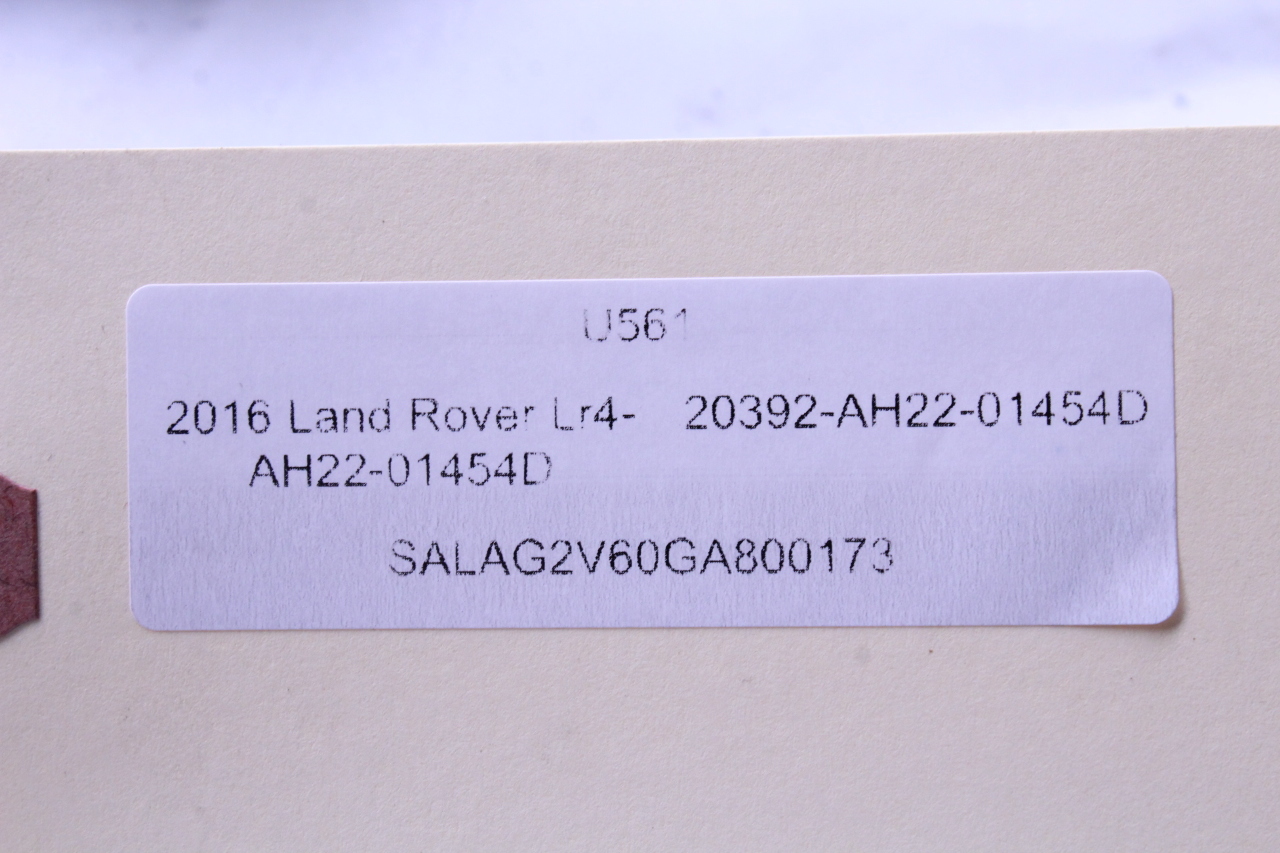 U561
2016 Land Rover Lr4- 20392-AH22-01454D
AH22-01454D
SALAG2V60GA800173